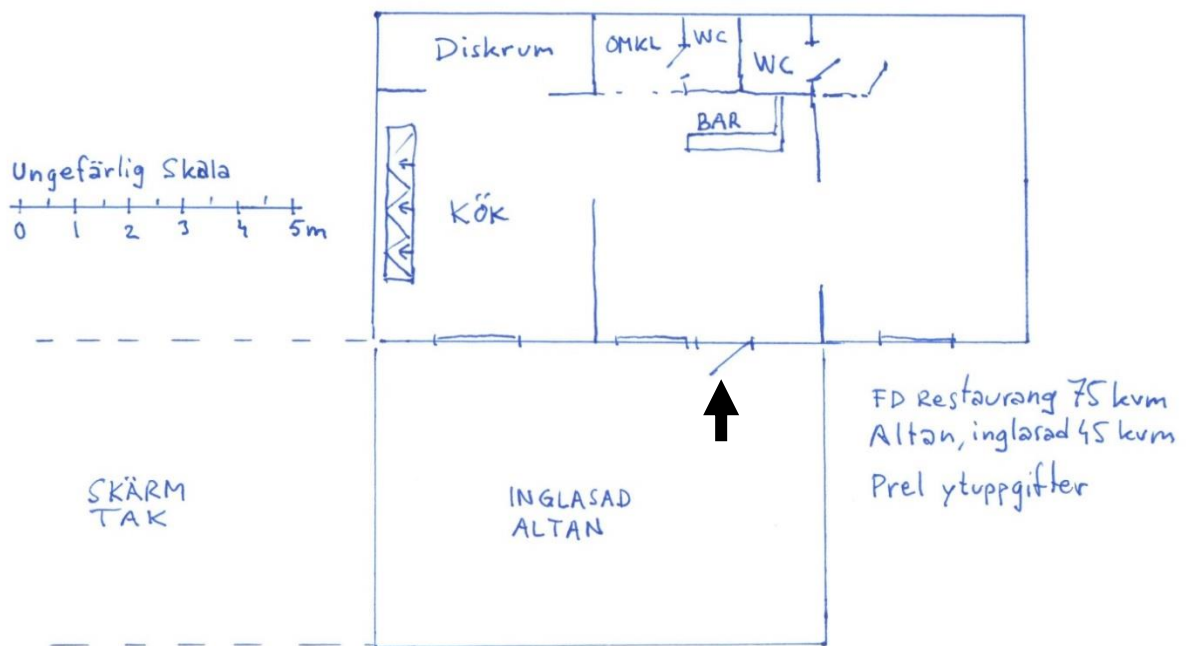 Diskrum
OMKL
WC
WC
BAR
Ungefärlig Skala
0 1 2 3 4 5m
KÖK
FD Restaurang 75 kvm
Altan, inglasad 45 kvm
Prel ytuppgifter
SKÄRM
TAK
INGLASAD
ALTAN